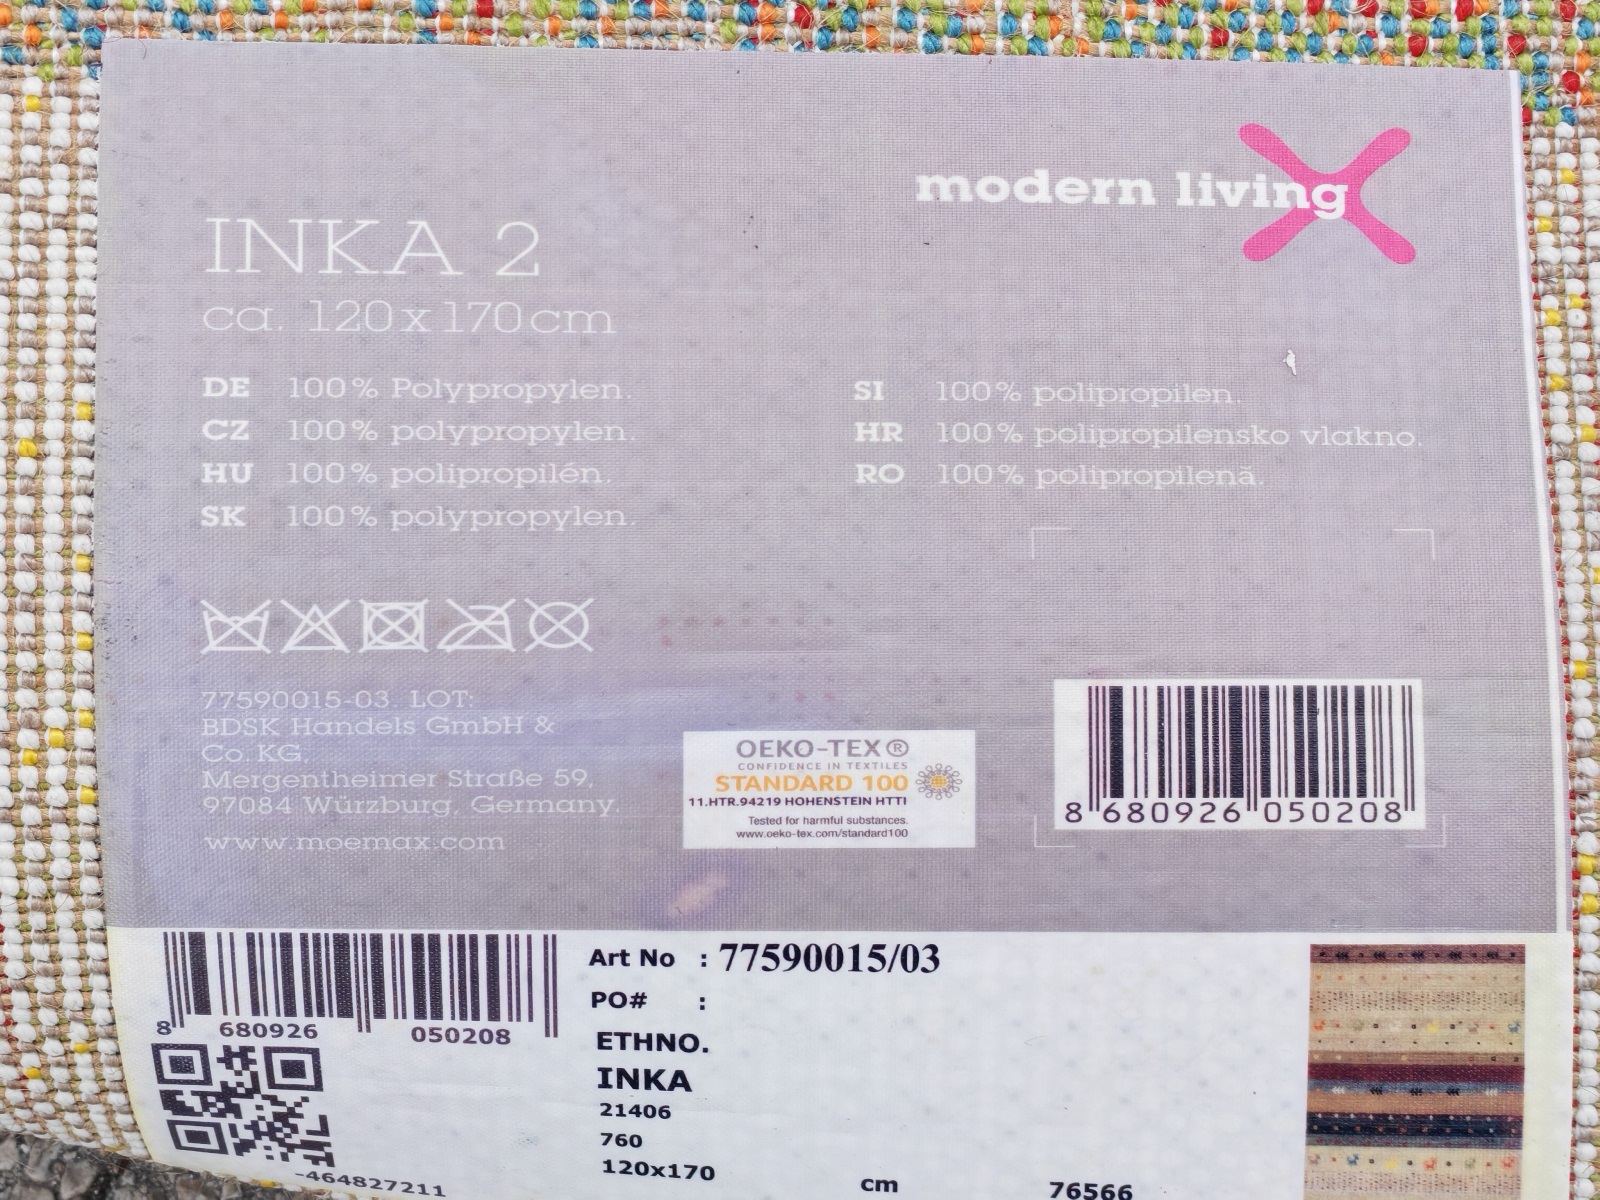 modern living
INKA 2
ca. 120x170cm
DE 100% Polypropylen.
CZ 100% polypropylen.
HU 100% polipropilén.
SK 100% polypropylen.
SI 100% polipropilen.
HR 100% polipropilensko vlakno.
RO 100% polipropilenă.
77590015-03. LOT:
BDSK Handels GmbH &
Co. KG,
Mergentheimer Straße 59,
97084 Würzburg, Germany.
www.moemax.com
OEKO-TEX®
CONFIDENCE IN TEXTILES
STANDARD 100
11.HTR.94219 HOHENSTEIN HTTI
Tested for harmful substances.
www.oeko-tex.com/standard100
8 680926 050208
8 680926 050208
-464827211
Art No : 77590015/03
PO# :
ETHNO.
INKA
21406
760
120x170 cm 76566